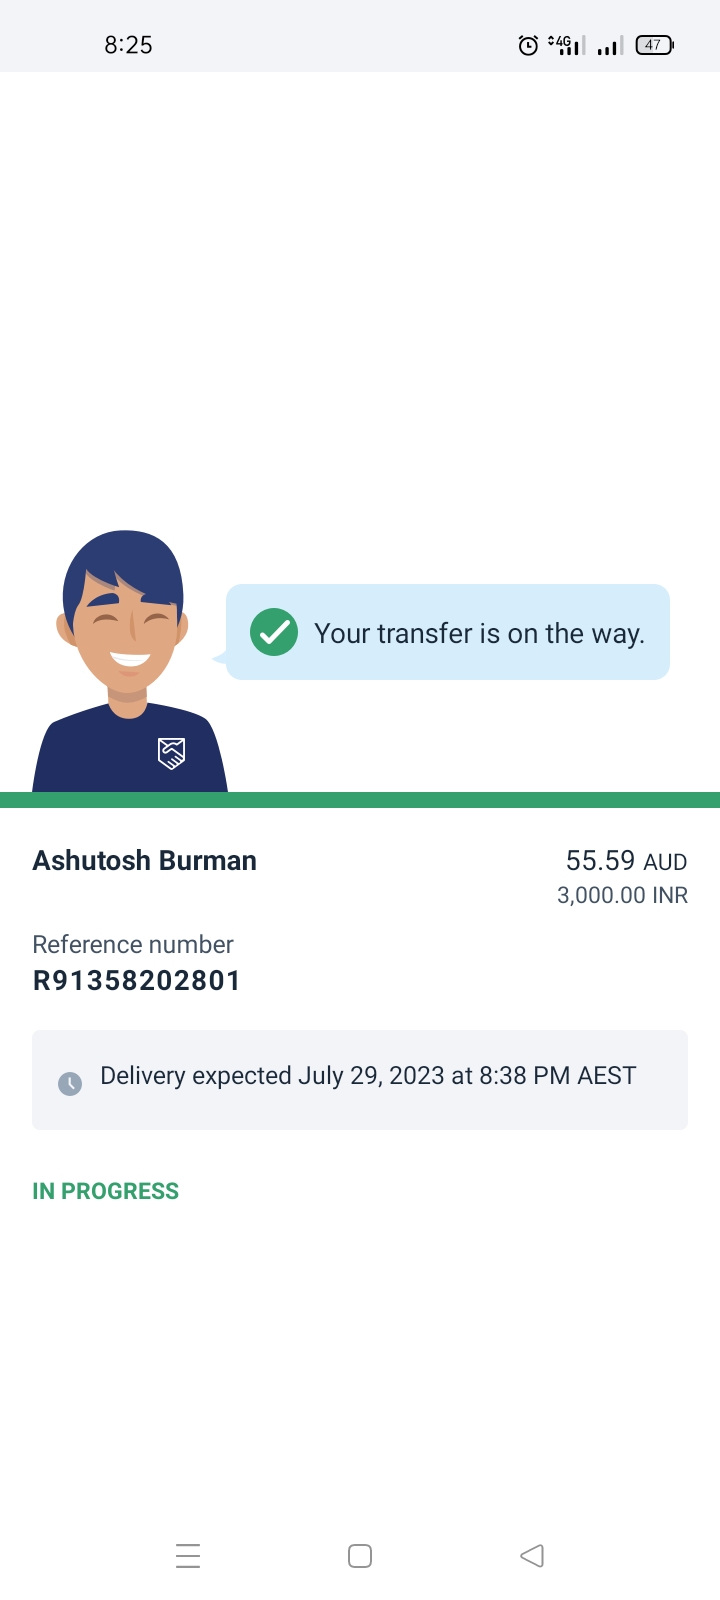 8:25
4G
47
Your transfer is on the way.
Ashutosh Burman
55.59 AUD
3,000.00 INR
Reference number
R91358202801
Delivery expected July 29, 2023 at 8:38 PM AEST
IN PROGRESS